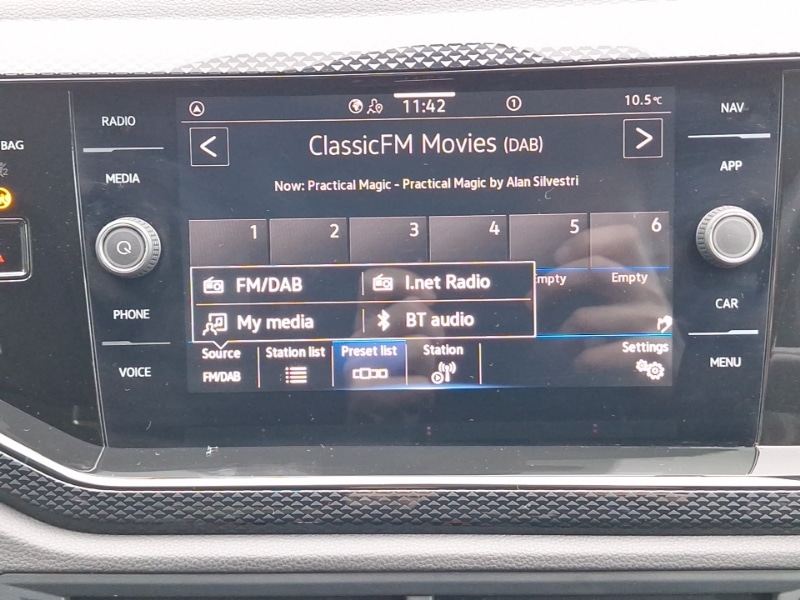 11:42
1
10.5°C
RADIO
NAV
BAG
ClassicFM Movies (DAB)
MEDIA
APP
Now: Practical Magic - Practical Magic by Alan Silvestri
1 2 3 4 5 6
FM/DAB I.net Radio
mpty Empty
PHONE
CAR
My media BT audio
Source Station list Preset list Station Settings
FM/DAB
VOICE
MENU